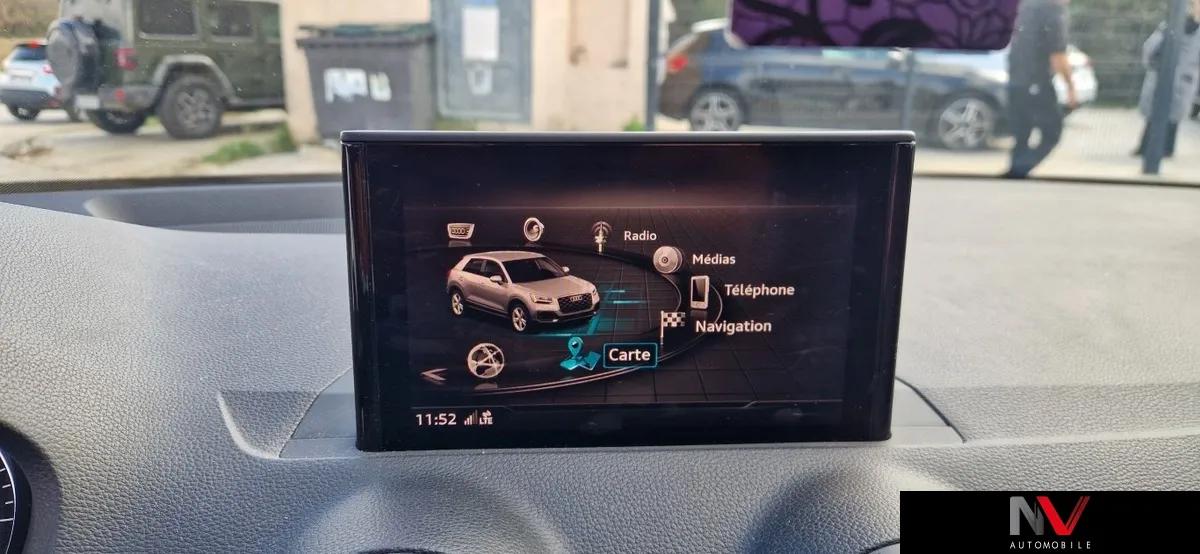 Radio
Médias
Téléphone
Navigation
Carte
11:52 LTE
NV
AUTOMOBILE